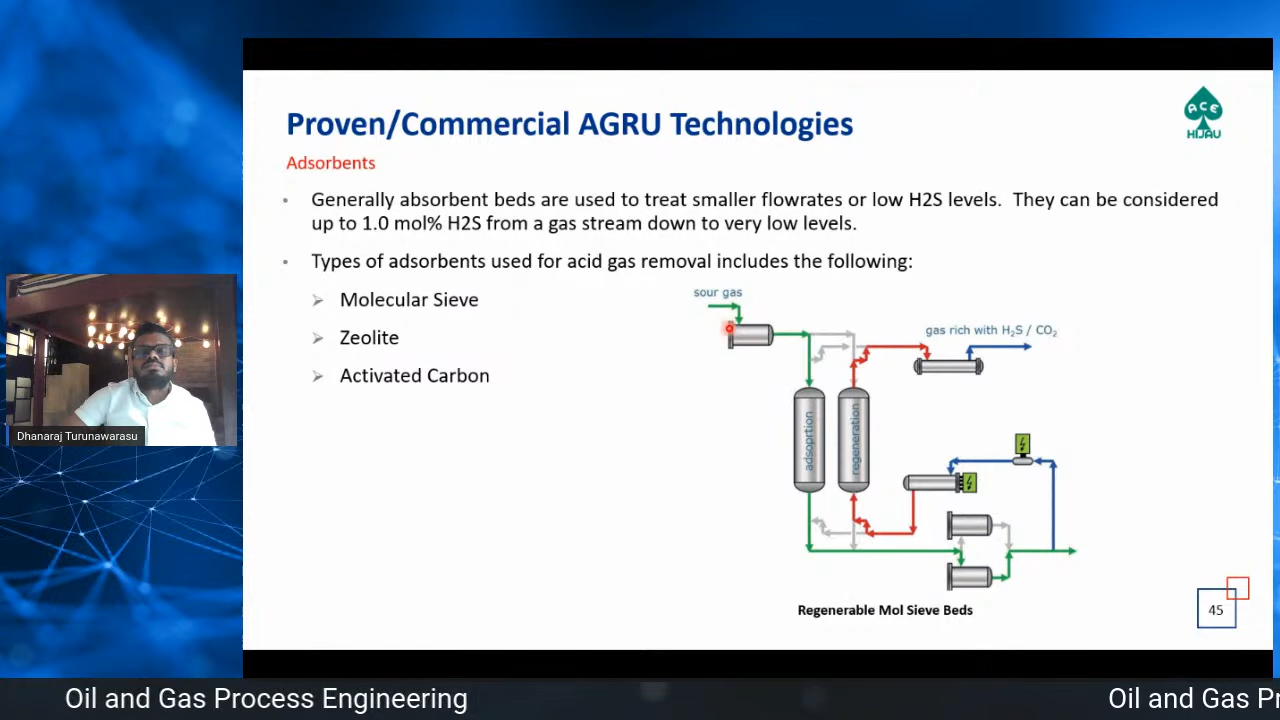 Proven/Commercial AGRU Technologies
ACE
HIJAU
Adsorbents
• Generally absorbent beds are used to treat smaller flowrates or low H2S levels. They can be considered
up to 1.0 mol% H2S from a gas stream down to very low levels.
• Types of adsorbents used for acid gas removal includes the following:
➢ Molecular Sieve
➢ Zeolite
➢ Activated Carbon
sour gas
gas rich with H₂S / CO₂
adsoprtion
regeneration
Regenerable Mol Sieve Beds
45
Dhanaraj Turunawarasu
Oil and Gas Process Engineering
Oil and Gas Pr